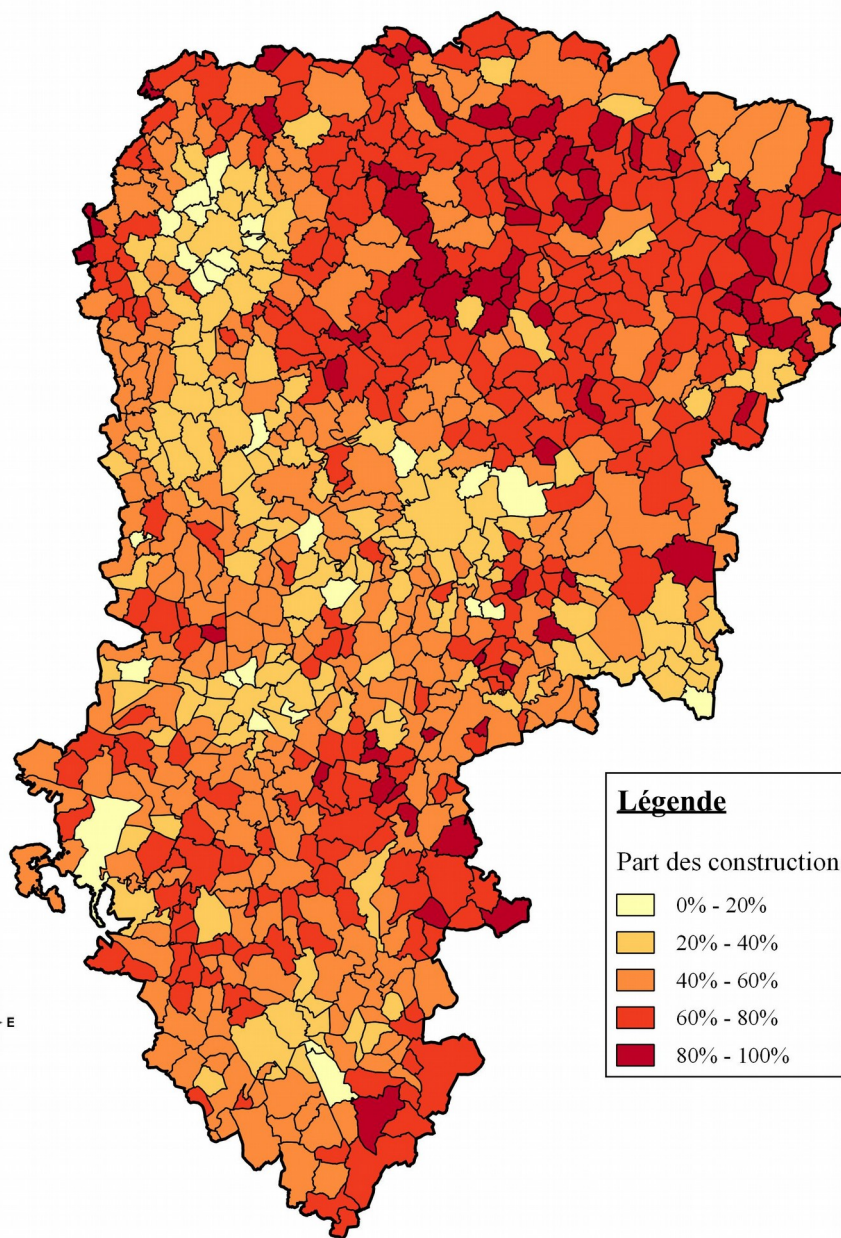 Légende
Part des construction
0% - 20%
20% - 40%
40% - 60%
60% - 80%
80% - 100%
E